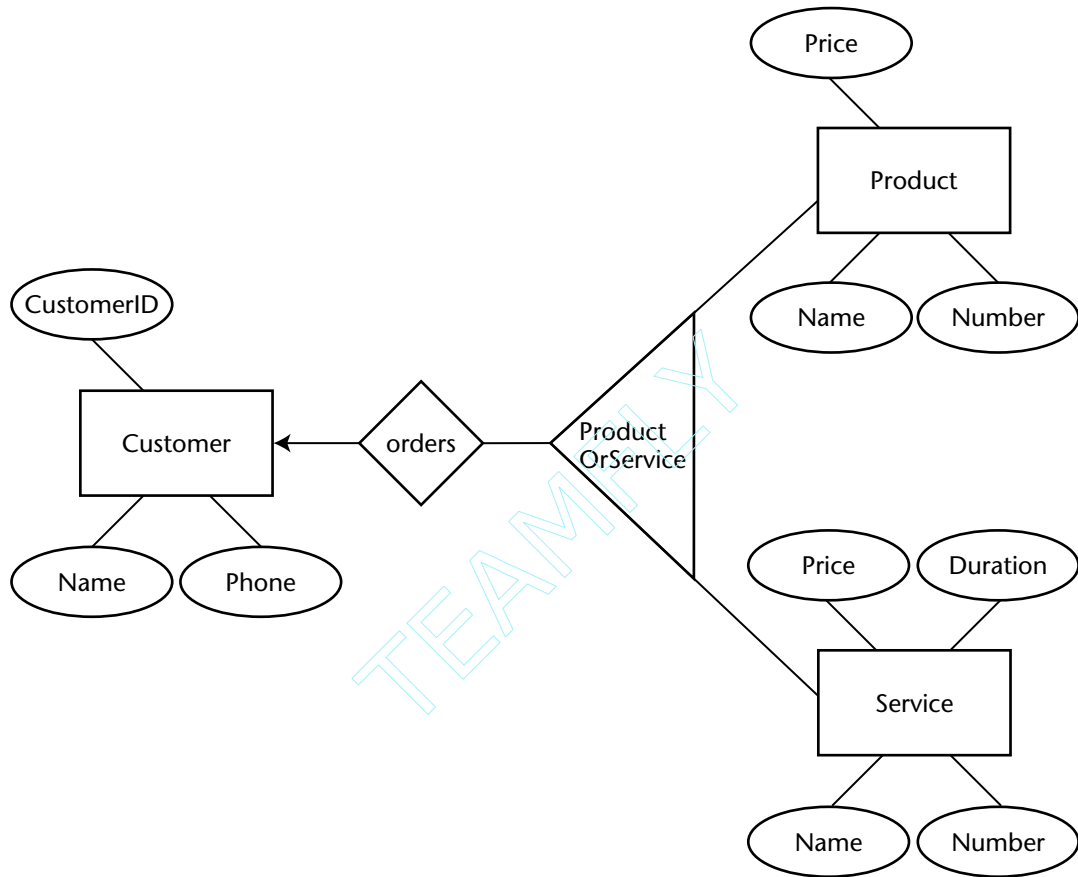 Price
Product
Name
Number
CustomerID
Customer
orders
Product
OrService
Name
Phone
Price
Duration
Service
Name
Number
TEAMFLY